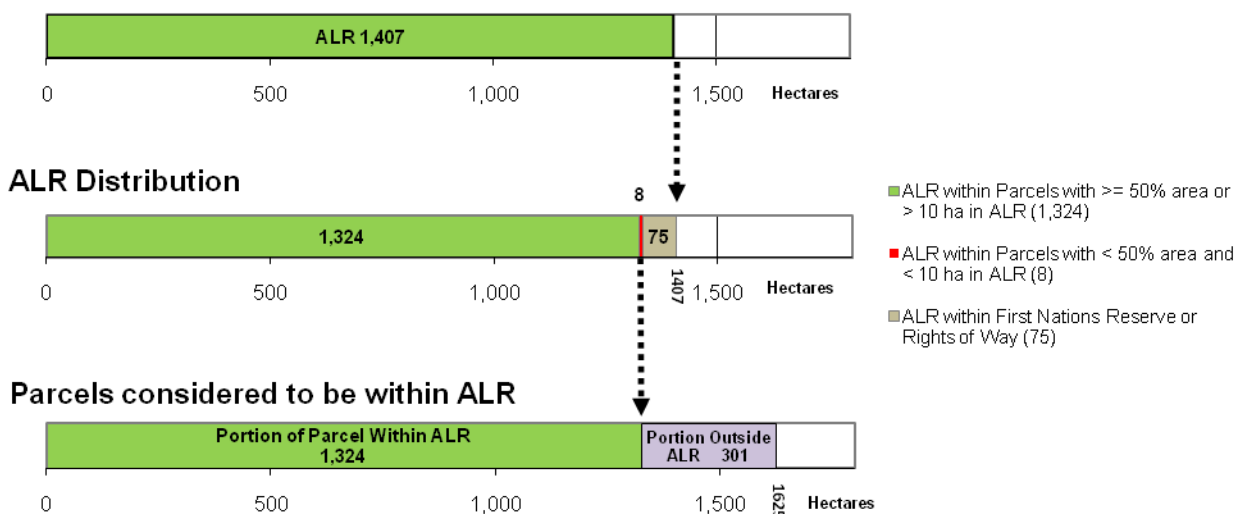 ALR 1,407
0 500 1,000 1,500 Hectares
ALR Distribution
8
1,324 75
0 500 1,000 1407 1,500 Hectares
ALR within Parcels with >= 50% area or
> 10 ha in ALR (1,324)
ALR within Parcels with < 50% area and
< 10 ha in ALR (8)
ALR within First Nations Reserve or
Rights of Way (75)
Parcels considered to be within ALR
Portion of Parcel Within ALR
1,324
Portion Outside
ALR 301
0 500 1,000 1,500 1625 Hectares